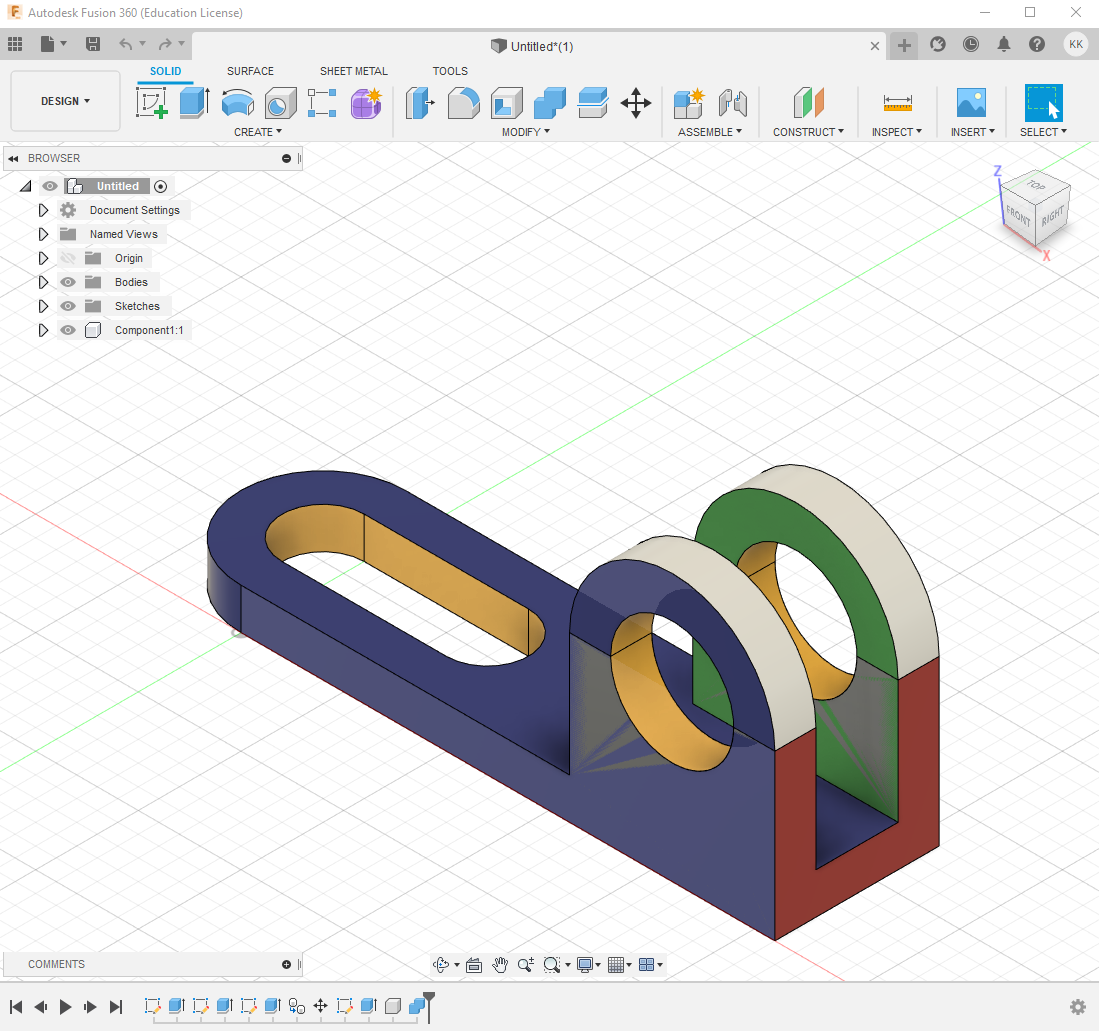 Autodesk Fusion 360 (Education License)
Untitled*(1)
KK
SOLID SURFACE SHEET METAL TOOLS
DESIGN
CREATE MODIFY ASSEMBLE CONSTRUCT INSPECT INSERT SELECT
BROWSER
Untitled
Document Settings
Named Views
Origin
Bodies
Sketches
Component1:1
Z
TOP
FRONT RIGHT
X
COMMENTS